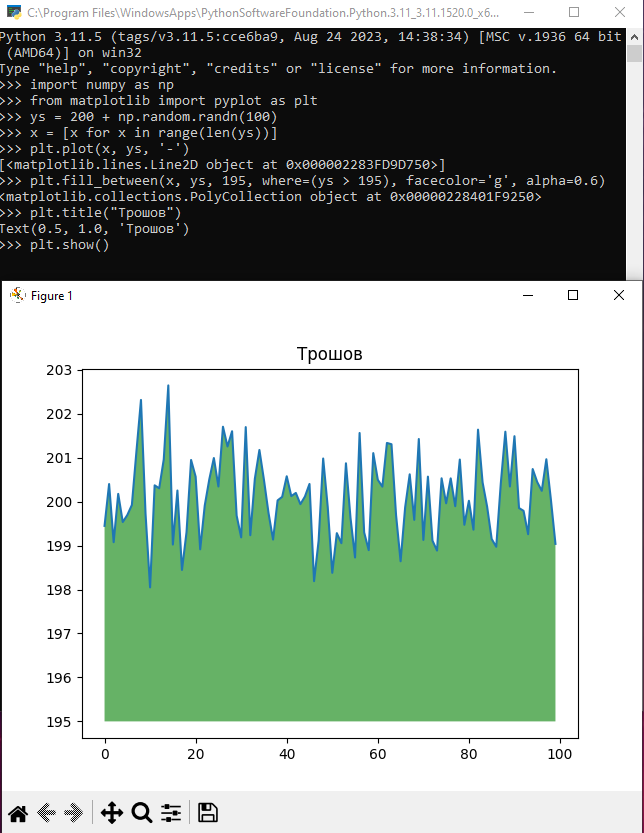 C:\Program Files\WindowsApps\PythonSoftwareFoundation.Python.3.11_3.11.1520.0_x6...
Python 3.11.5 (tags/v3.11.5:cce6ba9, Aug 24 2023, 14:38:34) [MSC v.1936 64 bit
 (AMD64)] on win32
Type "help", "copyright", "credits" or "license" for more information.
>>> import numpy as np
>>> from matplotlib import pyplot as plt
>>> ys = 200 + np.random.randn(100)
>>> x = [x for x in range(len(ys))]
>>> plt.plot(x, ys, '-')
[<matplotlib.lines.Line2D object at 0x000002283FD9D750>]
>>> plt.fill_between(x, ys, 195, where=(ys > 195), facecolor='g', alpha=0.6)
<matplotlib.collections.PolyCollection object at 0x00000228401F9250>
>>> plt.title("Трошов")
Text(0.5, 1.0, 'Трошов')
>>> plt.show()
Figure 1
Трошов
203
202
201
200
199
198
197
196
195
0 20 40 60 80 100